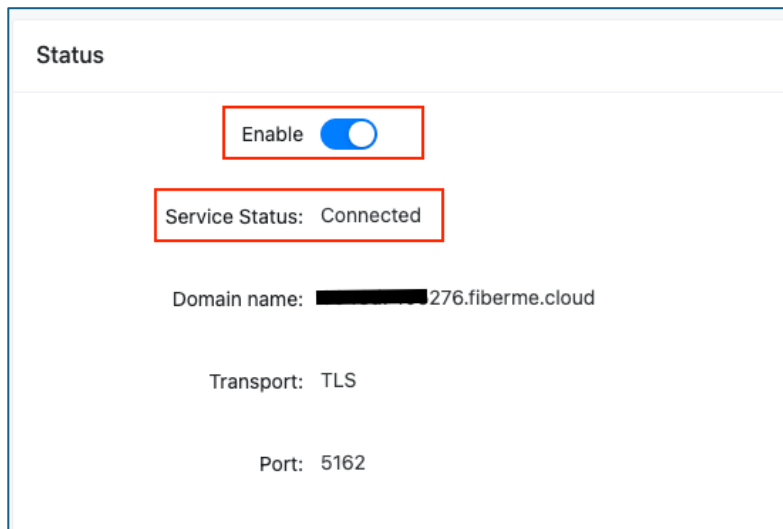 Status
Enable
Service Status: Connected
Domain name: 276.fiberme.cloud
Transport: TLS
Port: 5162